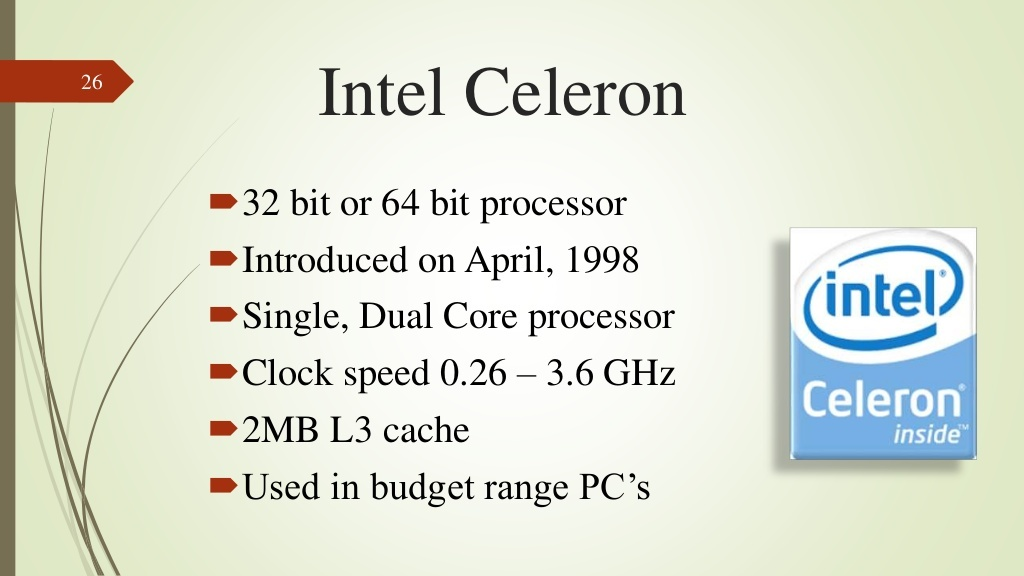 26
Intel Celeron
32 bit or 64 bit processor
Introduced on April, 1998
Single, Dual Core processor
Clock speed 0.26 – 3.6 GHz
2MB L3 cache
Used in budget range PC’s
intel®
Celeron®
inside™